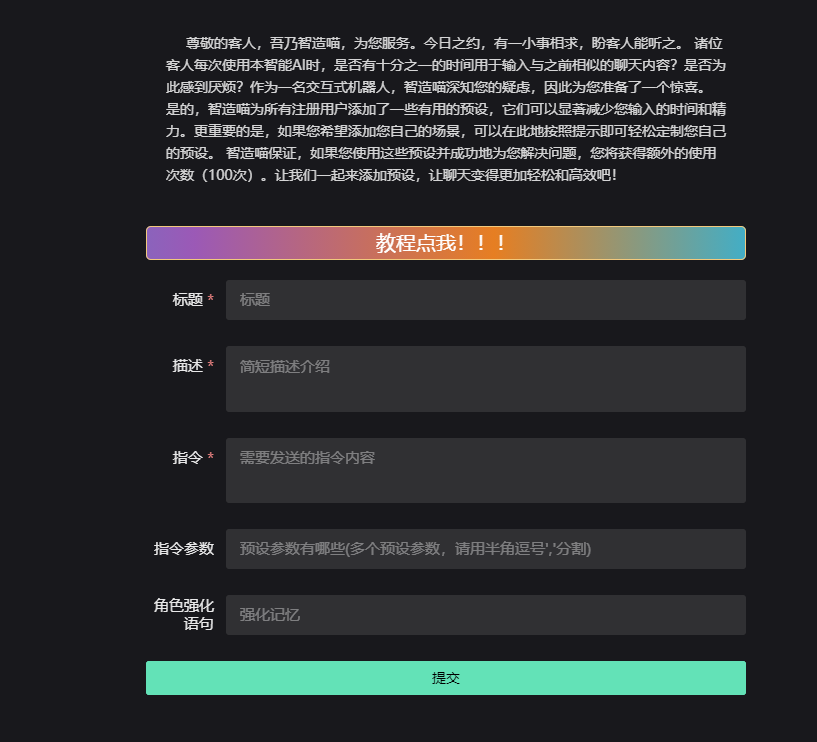 尊敬的客人，吾乃智造喵，为您服务。今日之约，有一小事相求，盼客人能听之。 诸位
客人每次使用本智能AI时，是否有十分之一的时间用于输入与之前相似的聊天内容？是否为
此感到厌烦？作为一名交互式机器人，智造喵深知您的疑虑，因此为您准备了一个惊喜。
是的，智造喵为所有注册用户添加了一些有用的预设，它们可以显著减少您输入的时间和精
力。更重要的是，如果您希望添加您自己的场景，可以在此地按照提示即可轻松定制您自己
的预设。 智造喵保证，如果您使用这些预设并成功地为您解决问题，您将获得额外的使用
次数（100次）。让我们一起来添加预设，让聊天变得更加轻松和高效吧！
教程点我！！！
标题 * 标题
描述 * 简短描述介绍
指令 * 需要发送的指令内容
指令参数 预设参数有哪些(多个预设参数，请用半角逗号','分割)
角色强化
语句 强化记忆
提交